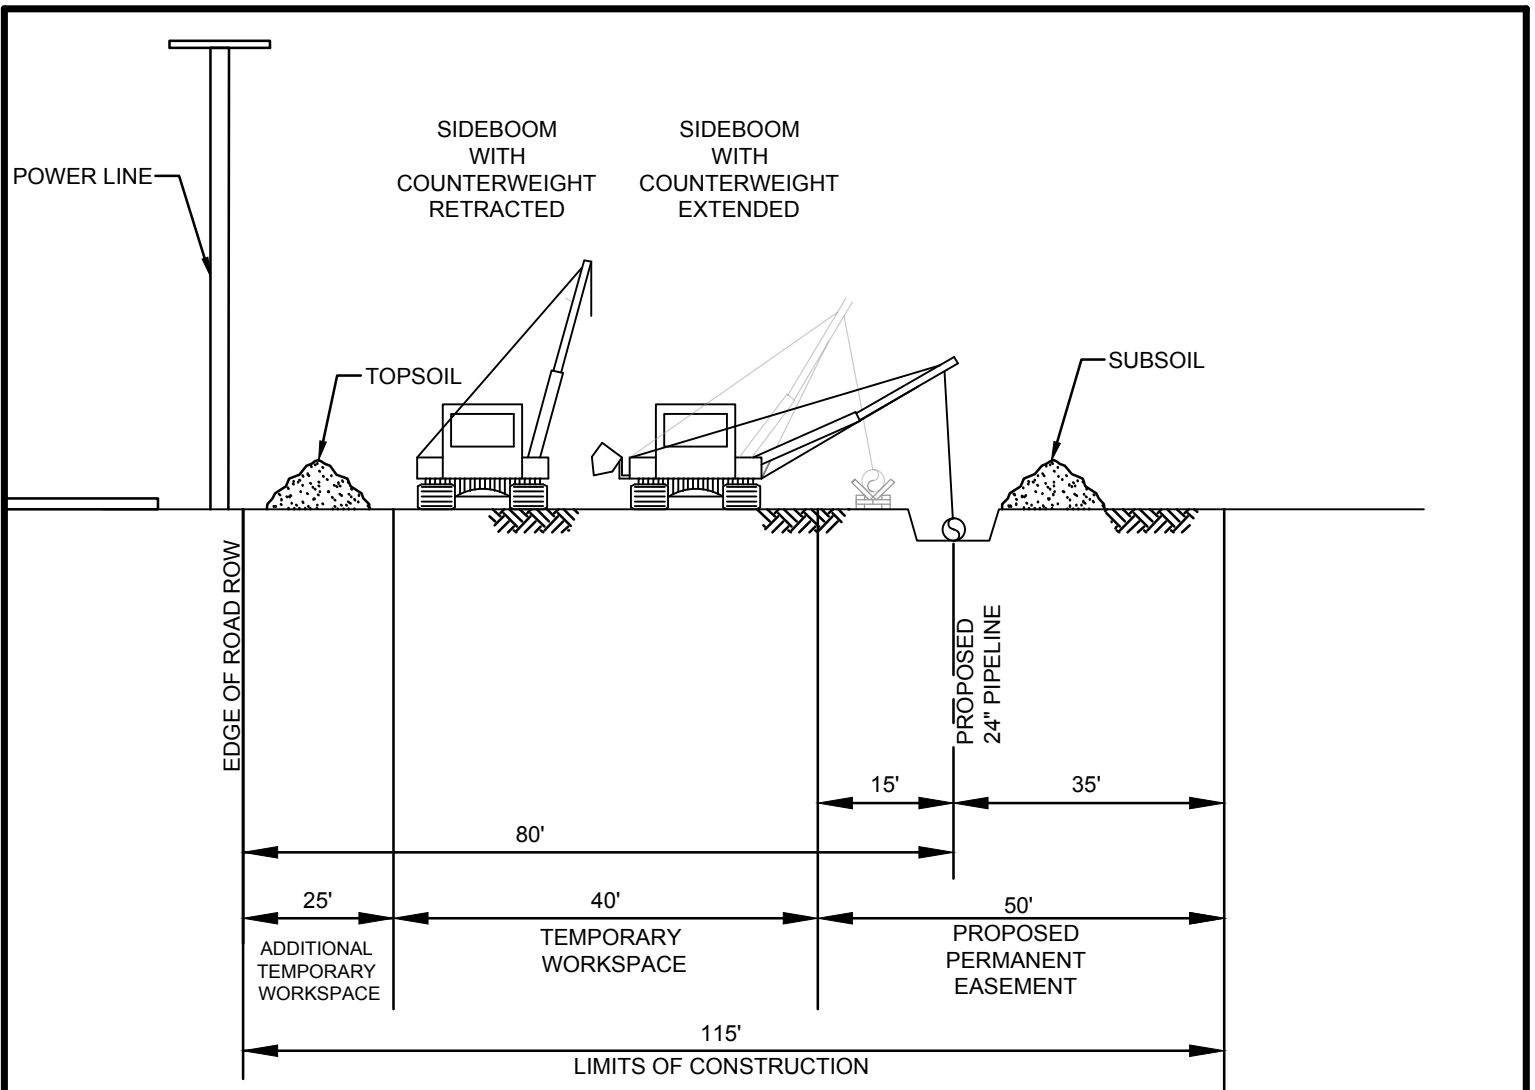 SIDEBOOM
WITH
COUNTERWEIGHT
RETRACTED
SIDEBOOM
WITH
COUNTERWEIGHT
EXTENDED
POWER LINE
TOPSOIL
SUBSOIL
EDGE OF ROAD ROW
PROPOSED
24" PIPELINE
15'
35'
80'
25'
40'
50'
ADDITIONAL
TEMPORARY
WORKSPACE
TEMPORARY
WORKSPACE
PROPOSED
PERMANENT
EASEMENT
115'
LIMITS OF CONSTRUCTION